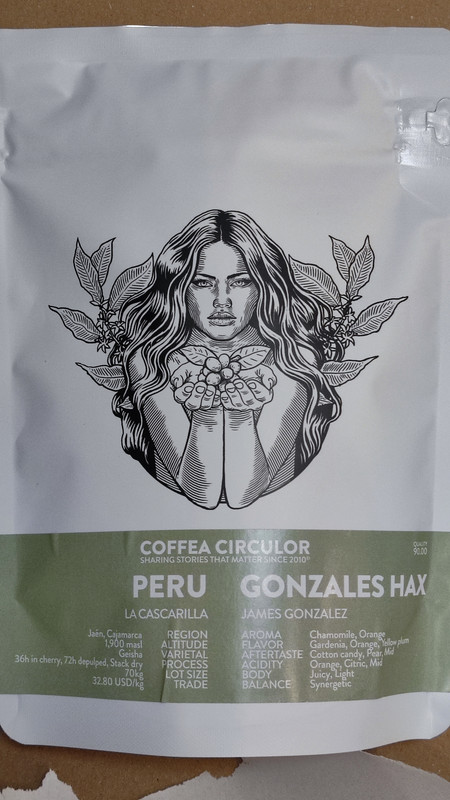 COFFEA CIRCULOR
SHARING STORIES THAT MATTER SINCE 2010
QUALITY
90.00
PERU GONZALES HAX
LA CASCARILLA JAMES GONZALEZ
Jaén, Cajamarca REGION AROMA Chamomile, Orange
1,900 masl ALTITUDE FLAVOR Gardenia, Orange, Yellow plum
Geisha VARIETAL AFTERTASTE Cotton candy, Pear, Mid
36h in cherry, 72h depulped, Stack dry PROCESS ACIDITY Orange, Citric, Mid
70kg LOT SIZE BODY Juicy, Light
32.80 USD/kg TRADE BALANCE Synergetic